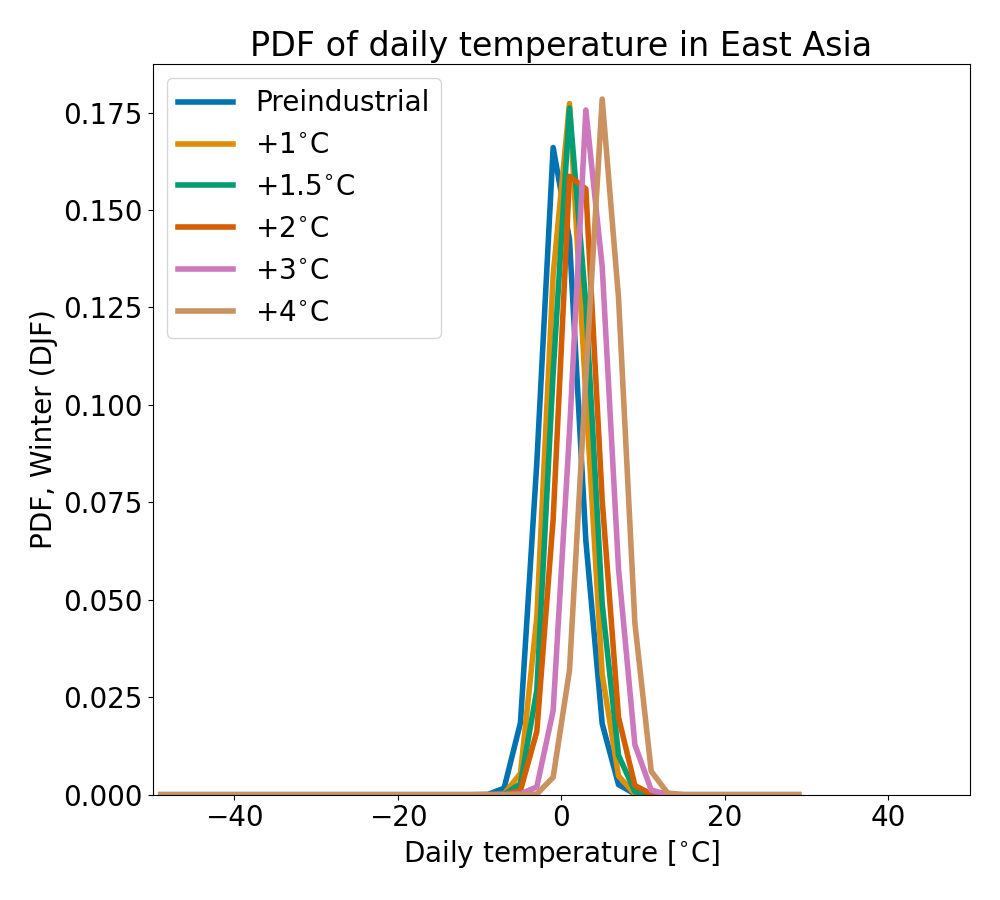 PDF of daily temperature in East Asia
Preindustrial
+1°C
+1.5°C
+2°C
+3°C
+4°C
PDF, Winter (DJF)
0.175
0.150
0.125
0.100
0.075
0.050
0.025
0.000
−40
−20
0
20
40
Daily temperature [°C]